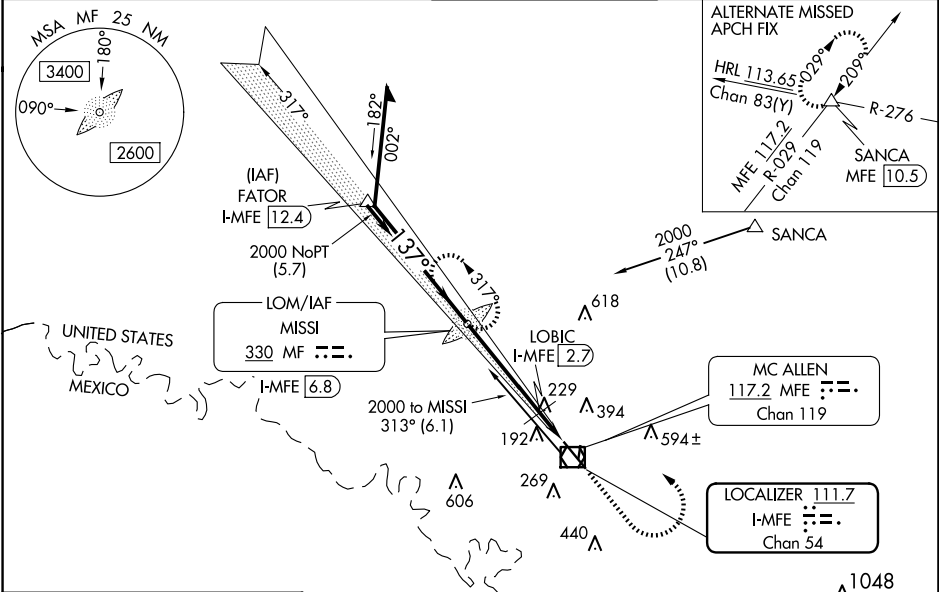 MSA MF 25 NM
180°
3400
090°
2600
317°
182°
002°
(IAF)
FATOR
I-MFE 12.4
2000 NoPT
(5.7)
137°
317°
LOM/IAF
MISSI
330 MF
I-MFE 6.8
UNITED STATES
MEXICO
2000 to MISSI
313° (6.1)
LOBIC
I-MFE 2.7
618
229
394
192
594±
269
606
440
1048
2000
247°
(10.8)
SANCA
MC ALLEN
117.2 MFE
Chan 119
LOCALIZER 111.7
I-MFE
Chan 54
ALTERNATE MISSED
APCH FIX
HRL 113.65
Chan 83(Y)
029°
209°
R-276
MFE 117.2
R-029
Chan 119
SANCA
MFE 10.5